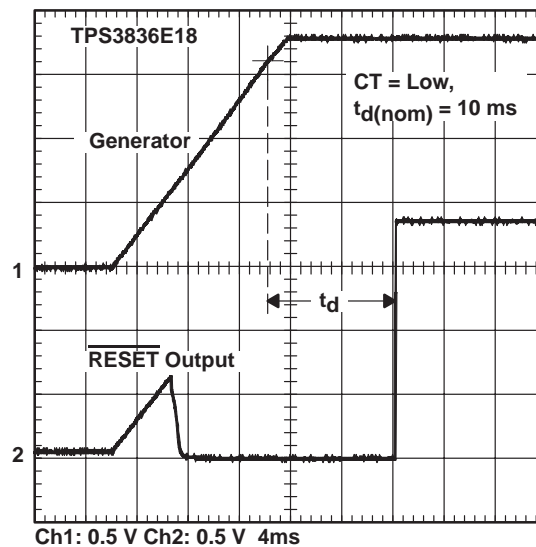 TPS3836E18
CT = Low,
td(nom) = 10 ms
Generator
1
td
RESET Output
2
Ch1: 0.5 V Ch2: 0.5 V 4ms